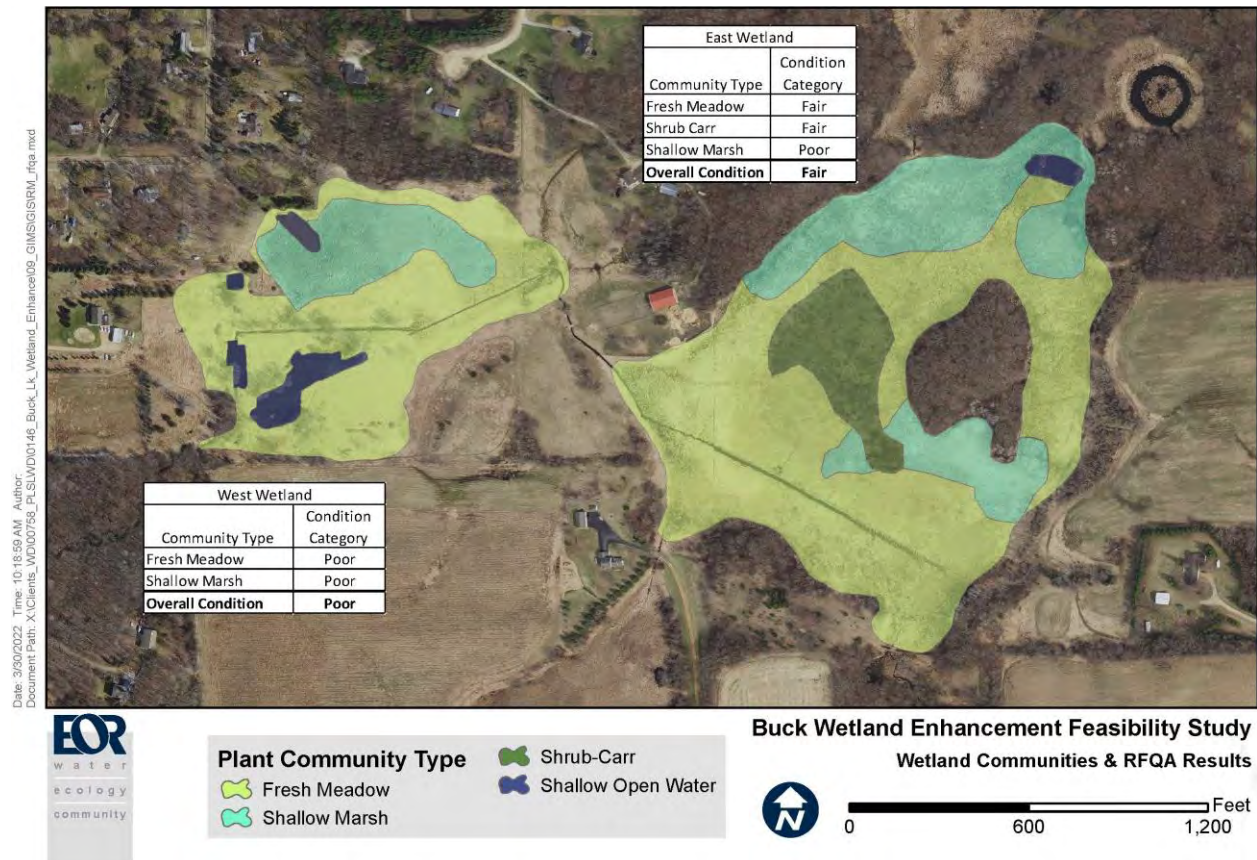 East Wetland
Community Type Condition Category
Fresh Meadow Fair
Shrub Carr Fair
Shallow Marsh Poor
Overall Condition Fair
West Wetland
Community Type Condition Category
Fresh Meadow Poor
Shallow Marsh Poor
Overall Condition Poor
Date: 3/30/2022 Time: 10:18:59 AM Author:
Document Path: X:\Clients_WD\00758_PLSLWD\0146_Buck_Lk_Wetland_Enhance\09_GIMS\GIS\RM_rfqa.mxd
EOR
water
ecology
community
Plant Community Type
Fresh Meadow
Shallow Marsh
Shrub-Carr
Shallow Open Water
Buck Wetland Enhancement Feasibility Study
Wetland Communities & RFQA Results
N
Feet
0 600 1,200